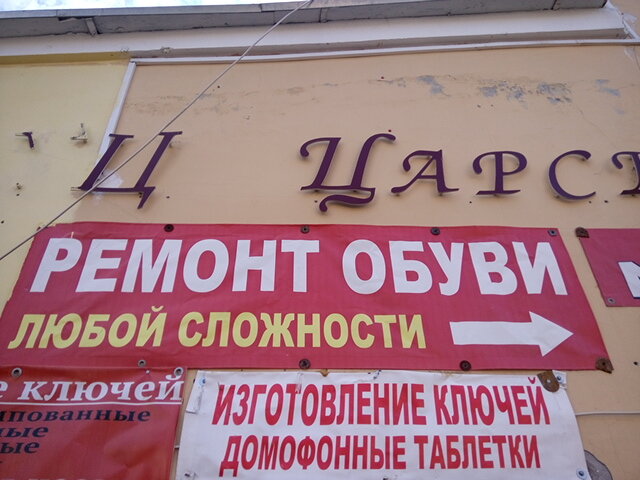 Ц ЦАРС
РЕМОНТ ОБУВИ
ЛЮБОЙ СЛОЖНОСТИ
КЛЮЧЕЙ
ИЗГОТОВЛЕНИЕ КЛЮЧЕЙ
ДОМОФОННЫЕ ТАБЛЕТКИ